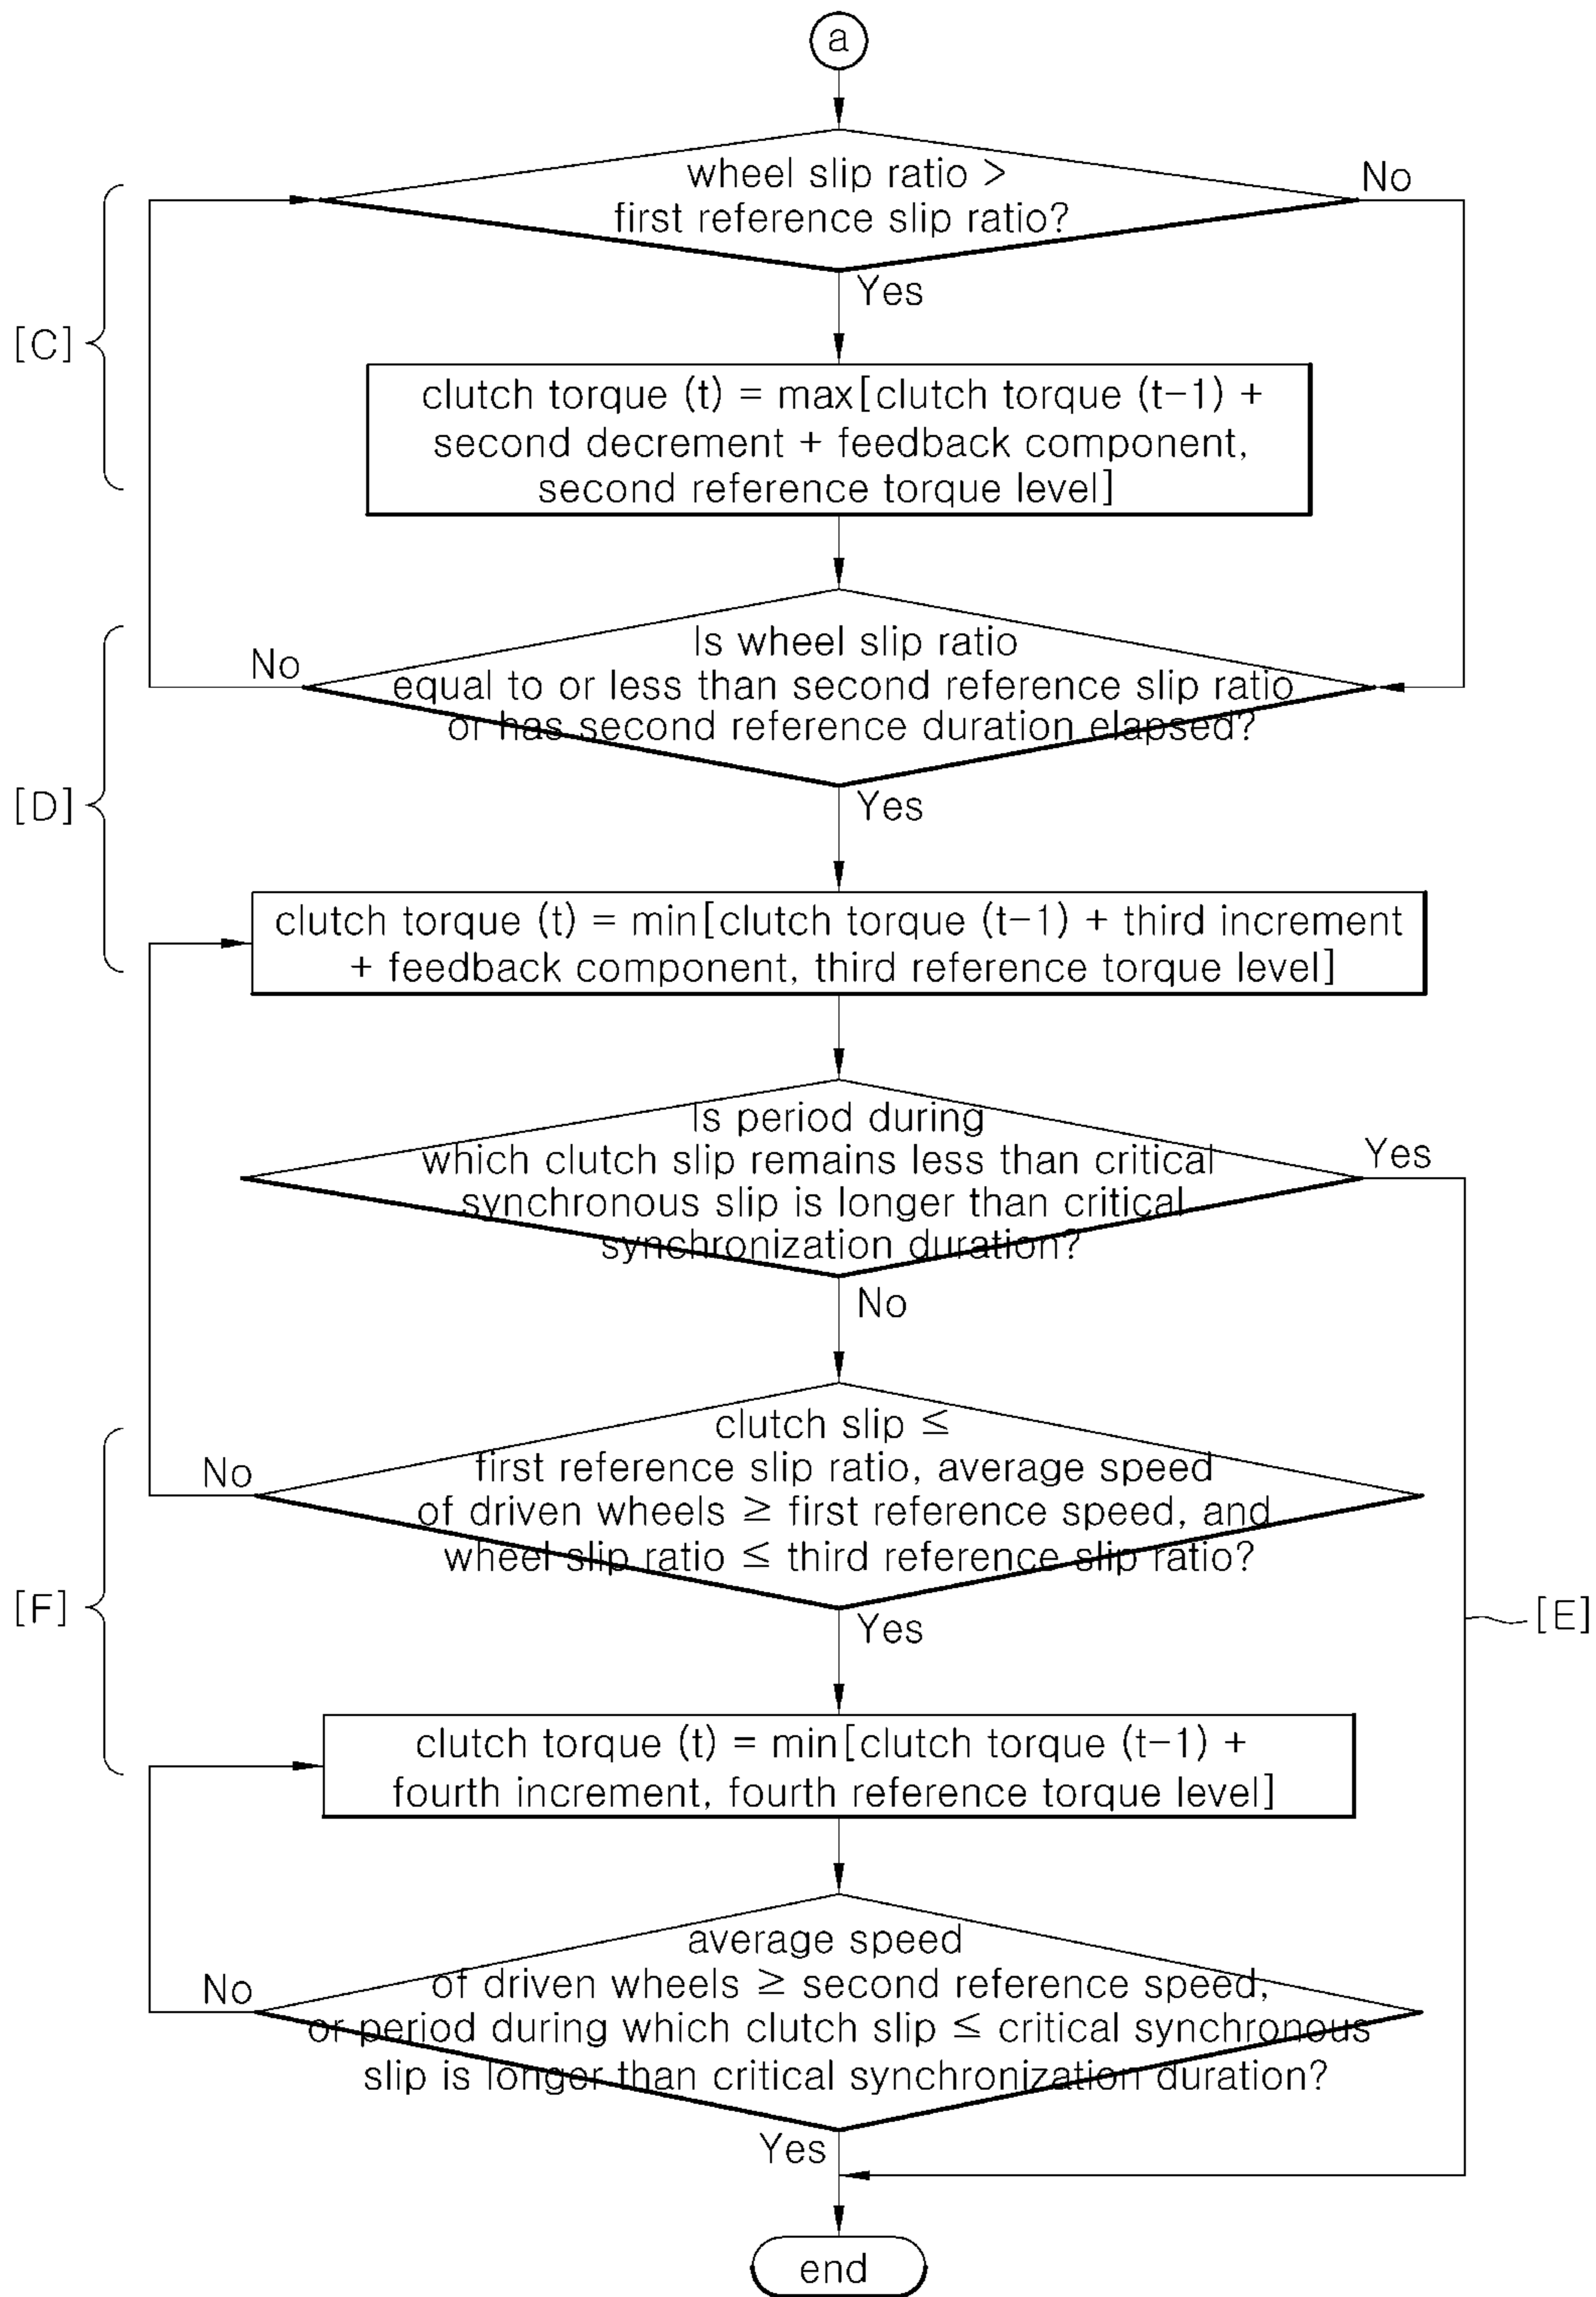 a
wheel slip ratio >
first reference slip ratio?
No
Yes
[C]
clutch torque (t) = max[clutch torque (t-1) +
second decrement + feedback component,
second reference torque level]
Is wheel slip ratio
equal to or less than second reference slip ratio
or has second reference duration elapsed?
No
Yes
[D]
clutch torque (t) = min[clutch torque (t-1) + third increment
+ feedback component, third reference torque level]
Is period during
which clutch slip remains less than critical
synchronous slip is longer than critical
synchronization duration?
Yes
No
clutch slip ≤
first reference slip ratio, average speed
of driven wheels ≥ first reference speed, and
wheel slip ratio ≤ third reference slip ratio?
No
Yes
[F]
[E]
clutch torque (t) = min[clutch torque (t-1) +
fourth increment, fourth reference torque level]
average speed
of driven wheels ≥ second reference speed,
or period during which clutch slip ≤ critical synchronous
slip is longer than critical synchronization duration?
No
Yes
end